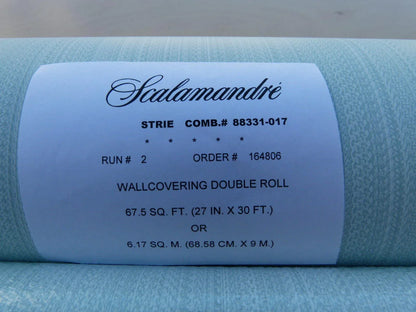 Scalamandré
STRIE COMB.# 88331-017
* * * * *
RUN # 2 ORDER # 164806
WALLCOVERING DOUBLE ROLL
67.5 SQ. FT. (27 IN. X 30 FT.)
OR
6.17 SQ. M. (68.58 CM. X 9 M.)